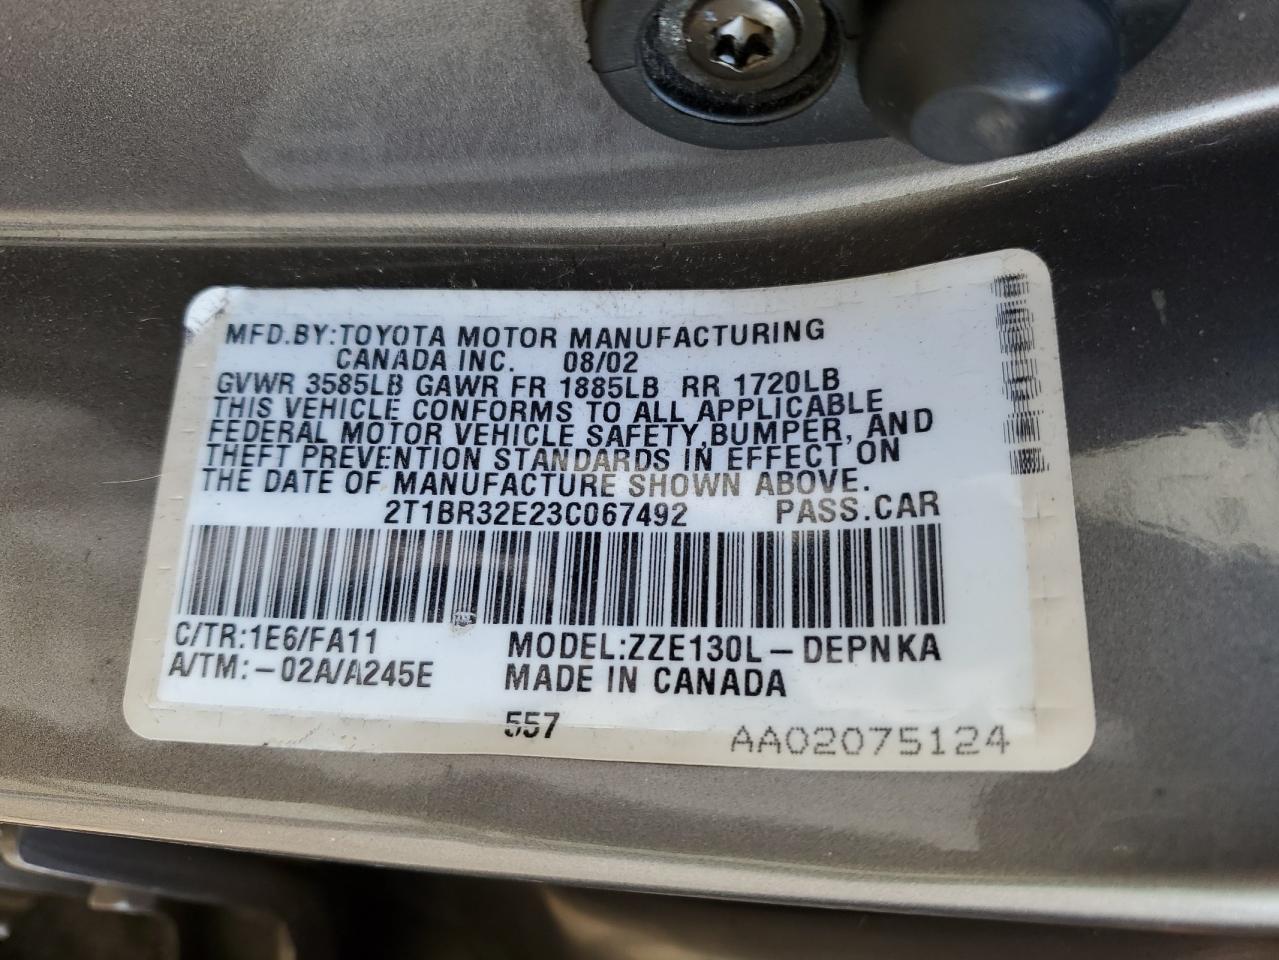 MFD.BY:TOYOTA MOTOR MANUFACTURING
CANADA INC. 08/02
GVWR 3585LB GAWR FR 1885LB RR 1720LB
THIS VEHICLE CONFORMS TO ALL APPLICABLE
FEDERAL MOTOR VEHICLE SAFETY,BUMPER, AND
THEFT PREVENTION STANDARDS IN EFFECT ON
THE DATE OF MANUFACTURE SHOWN ABOVE.
2T1BR32E23C067492 PASS.CAR
C/TR:1E6/FA11 MODEL:ZZE130L-DEPNKA
A/TM:-02A/A245E MADE IN CANADA
557
AA02075124